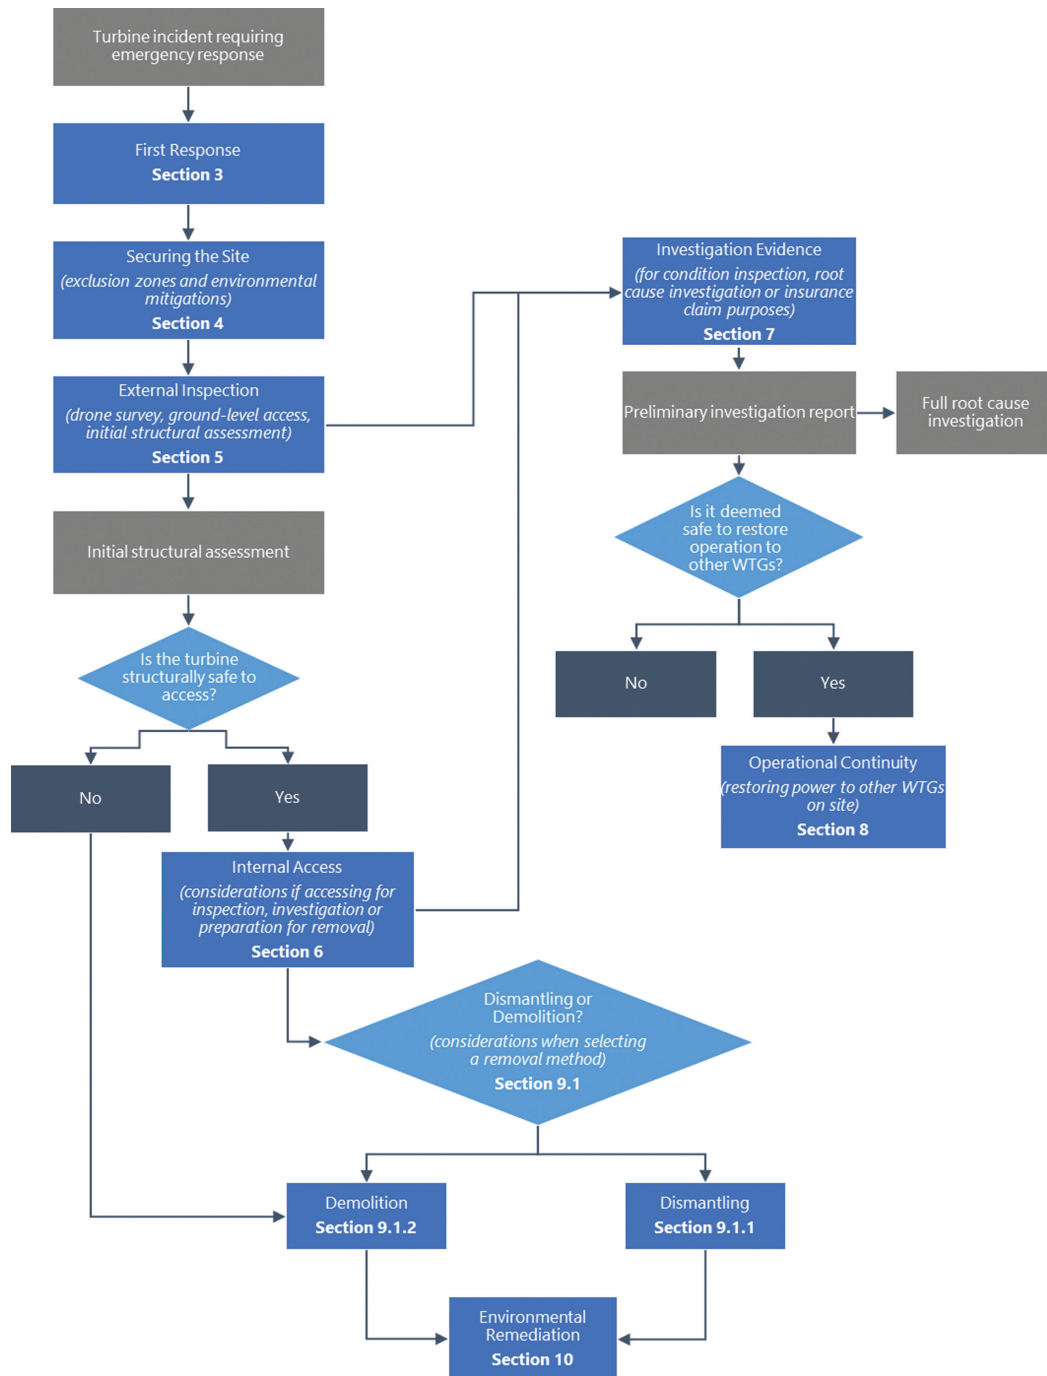 Turbine incident requiring
emergency response
First Response
Section 3
Securing the Site
(exclusion zones and environmental
mitigations)
Section 4
External Inspection
(drone survey, ground-level access,
initial structural assessment)
Section 5
Initial structural assessment
Is the turbine
structurally safe to
access?
No
Yes
Internal Access
(considerations if accessing for
inspection, investigation or
preparation for removal)
Section 6
Investigation Evidence
(for condition inspection, root
cause investigation or insurance
claim purposes)
Section 7
Preliminary investigation report
Full root cause
investigation
Is it deemed
safe to restore
operation to
other WTGs?
No
Yes
Operational Continuity
(restoring power to other WTGs
on site)
Section 8
Dismantling or
Demolition?
(considerations when selecting
a removal method)
Section 9.1
Demolition
Section 9.1.2
Dismantling
Section 9.1.1
Environmental
Remediation
Section 10